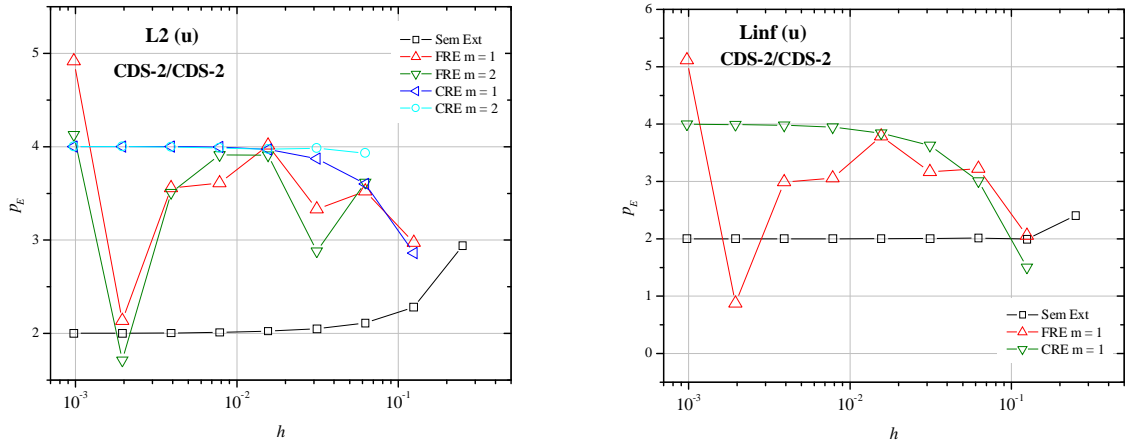 L2 (u)
CDS-2/CDS-2
Sem Ext
FRE m = 1
FRE m = 2
CRE m = 1
CRE m = 2
5
4
3
2
p_E
10^-3
10^-2
10^-1
h
Linf (u)
CDS-2/CDS-2
6
5
4
3
2
1
0
p_E
Sem Ext
FRE m = 1
CRE m = 1
10^-3
10^-2
10^-1
h